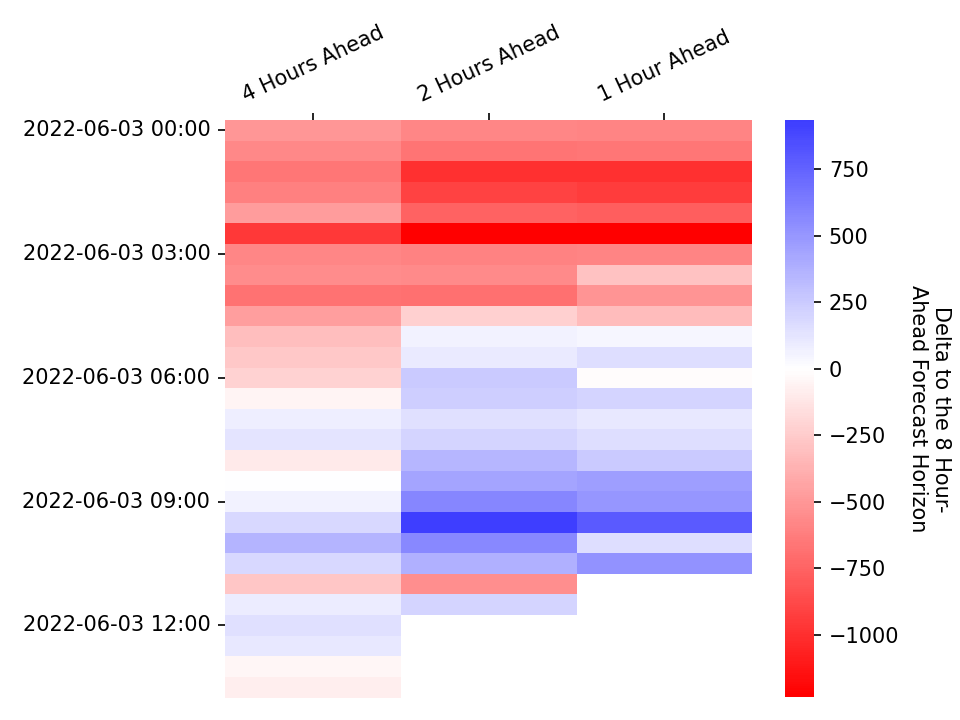 4 Hours Ahead
2 Hours Ahead
1 Hour Ahead
2022-06-03 00:00
2022-06-03 03:00
2022-06-03 06:00
2022-06-03 09:00
2022-06-03 12:00
750
500
250
0
−250
−500
−750
−1000
Delta to the 8 Hour-
Ahead Forecast Horizon